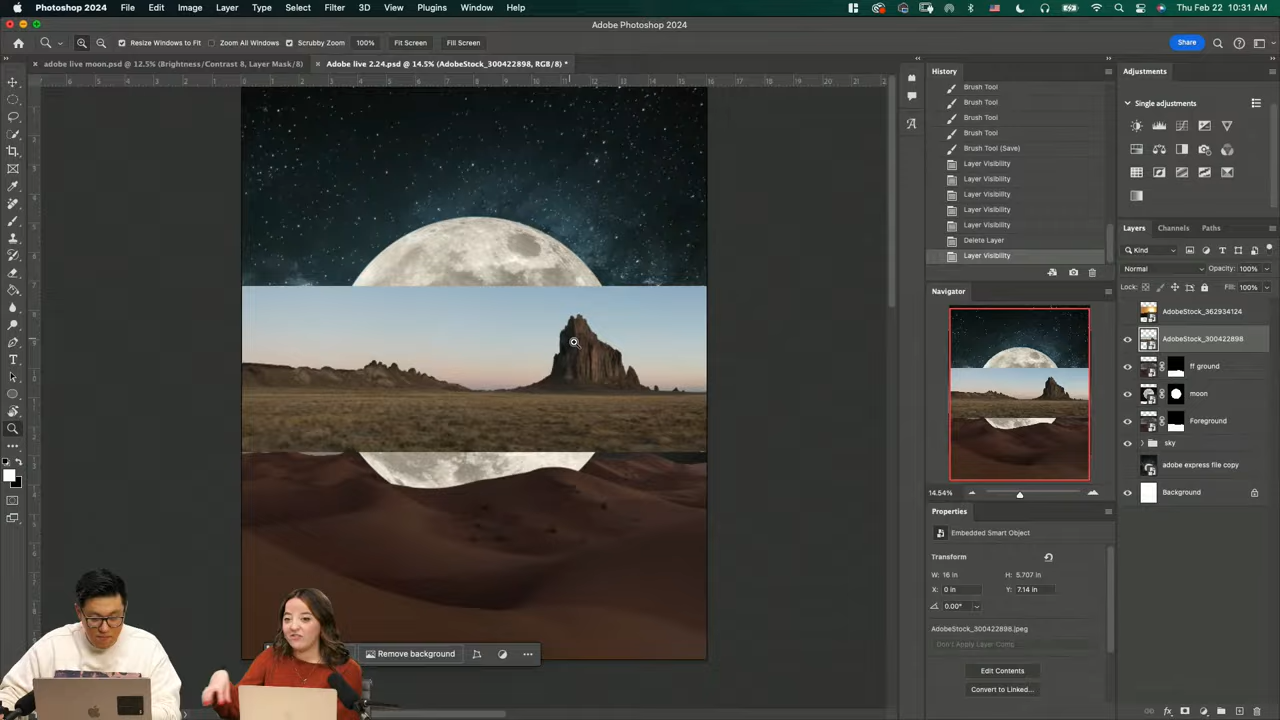 Photoshop 2024 File Edit Image Layer Type Select Filter 3D View Plugins Window Help Thu Feb 22 10:31 AM
Adobe Photoshop 2024
Resize Windows to Fit Zoom All Windows Scrubby Zoom 100% Fit Screen Fill Screen Share
adobe live moon.psd @ 12.5% (Brightness/Contrast 8, Layer Mask/8) Adobe live 2.24.psd @ 14.5% (AdobeStock_300422898, RGB/8) *
History
Brush Tool
Brush Tool
Brush Tool
Brush Tool
Brush Tool (Save)
Layer Visibility
Layer Visibility
Layer Visibility
Layer Visibility
Layer Visibility
Delete Layer
Layer Visibility
Navigator
14.54%
Properties
Embedded Smart Object
Transform
W: 16 in H: 5.707 in
X: 0 in Y: 7.14 in
0.00°
AdobeStock_300422898.jpeg
Don't Apply Layer Comp
Edit Contents
Convert to Linked...
Adjustments
Single adjustments
Layers Channels Paths
Kind
Normal Opacity: 100%
Lock: Fill: 100%
AdobeStock_362934124
AdobeStock_300422898
ff ground
moon
Foreground
sky
adobe express file copy
Background
Remove background